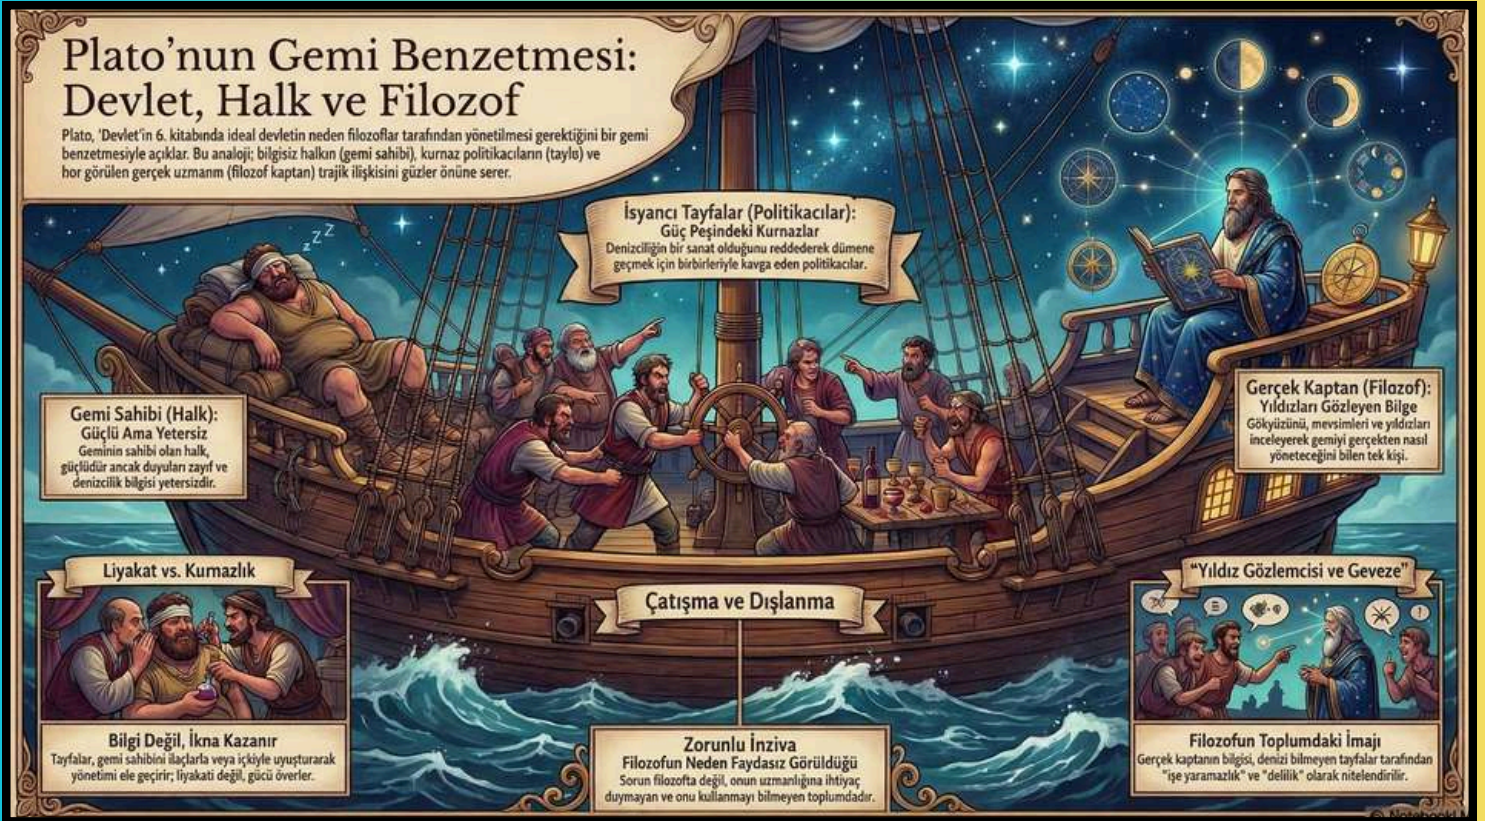 Plato'nun Gemi Benzetmesi:
Devlet, Halk ve Filozof
Plato, 'Devlet'in 6. kitabında ideal devletin neden filozoflar tarafından yönetilmesi gerektiğini bir gemi
benzetmesiyle açıklar. Bu analoji; bilgisiz halkın (gemi sahibi), kurnaz politikacıların (taylo) ve
hor görülen gerçek uzmanm (filozof kaptan) trajik ilişkisini güzler önüne serer.
zZZ
İsyancı Tayfalar (Politikacılar):
Güç Peşindeki Kurnazlar
Denizciliğin bir sanat olduğunu reddederek dümene
geçmek için birbirleriyle kavga eden politikacılar.
Gemi Sahibi (Halk):
Güçlü Ama Yetersiz
Geminin sahibi olan halk,
güçlüdür ancak duyuları zayıf ve
denizcilik bilgisi yetersizdir.
Gerçek Kaptan (Filozof):
Yıldızları Gözleyen Bilge
Gökyüzünü, mevsimleri ve yıldızları
inceleyerek gemiyi gerçekten nasıl
yöneteceğini bilen tek kişi.
Liyakat vs. Kumazlık
Bilgi Değil, İkna Kazanır
Tayfalar, gemi sahibini ilaçlarla veya içkiyle uyuşturarak
yönetimi ele geçirir; liyakati değil, gücü överler.
Çatışma ve Dışlanma
Zorunlu İnziva
Filozofun Neden Faydasız Görüldüğü
Sorun filozofta değil, onun uzmanlığına ihtiyaç
duymayan ve onu kullanmayı bilmeyen toplumdadır.
"Yıldız Gözlemcisi ve Geveze"
!
Filozofun Toplumdaki İmajı
Gerçek kaptanın bilgisi, denizi bilmeyen tayfalar tarafından
"işe yaramazlık" ve "delilik" olarak nitelendirilir.